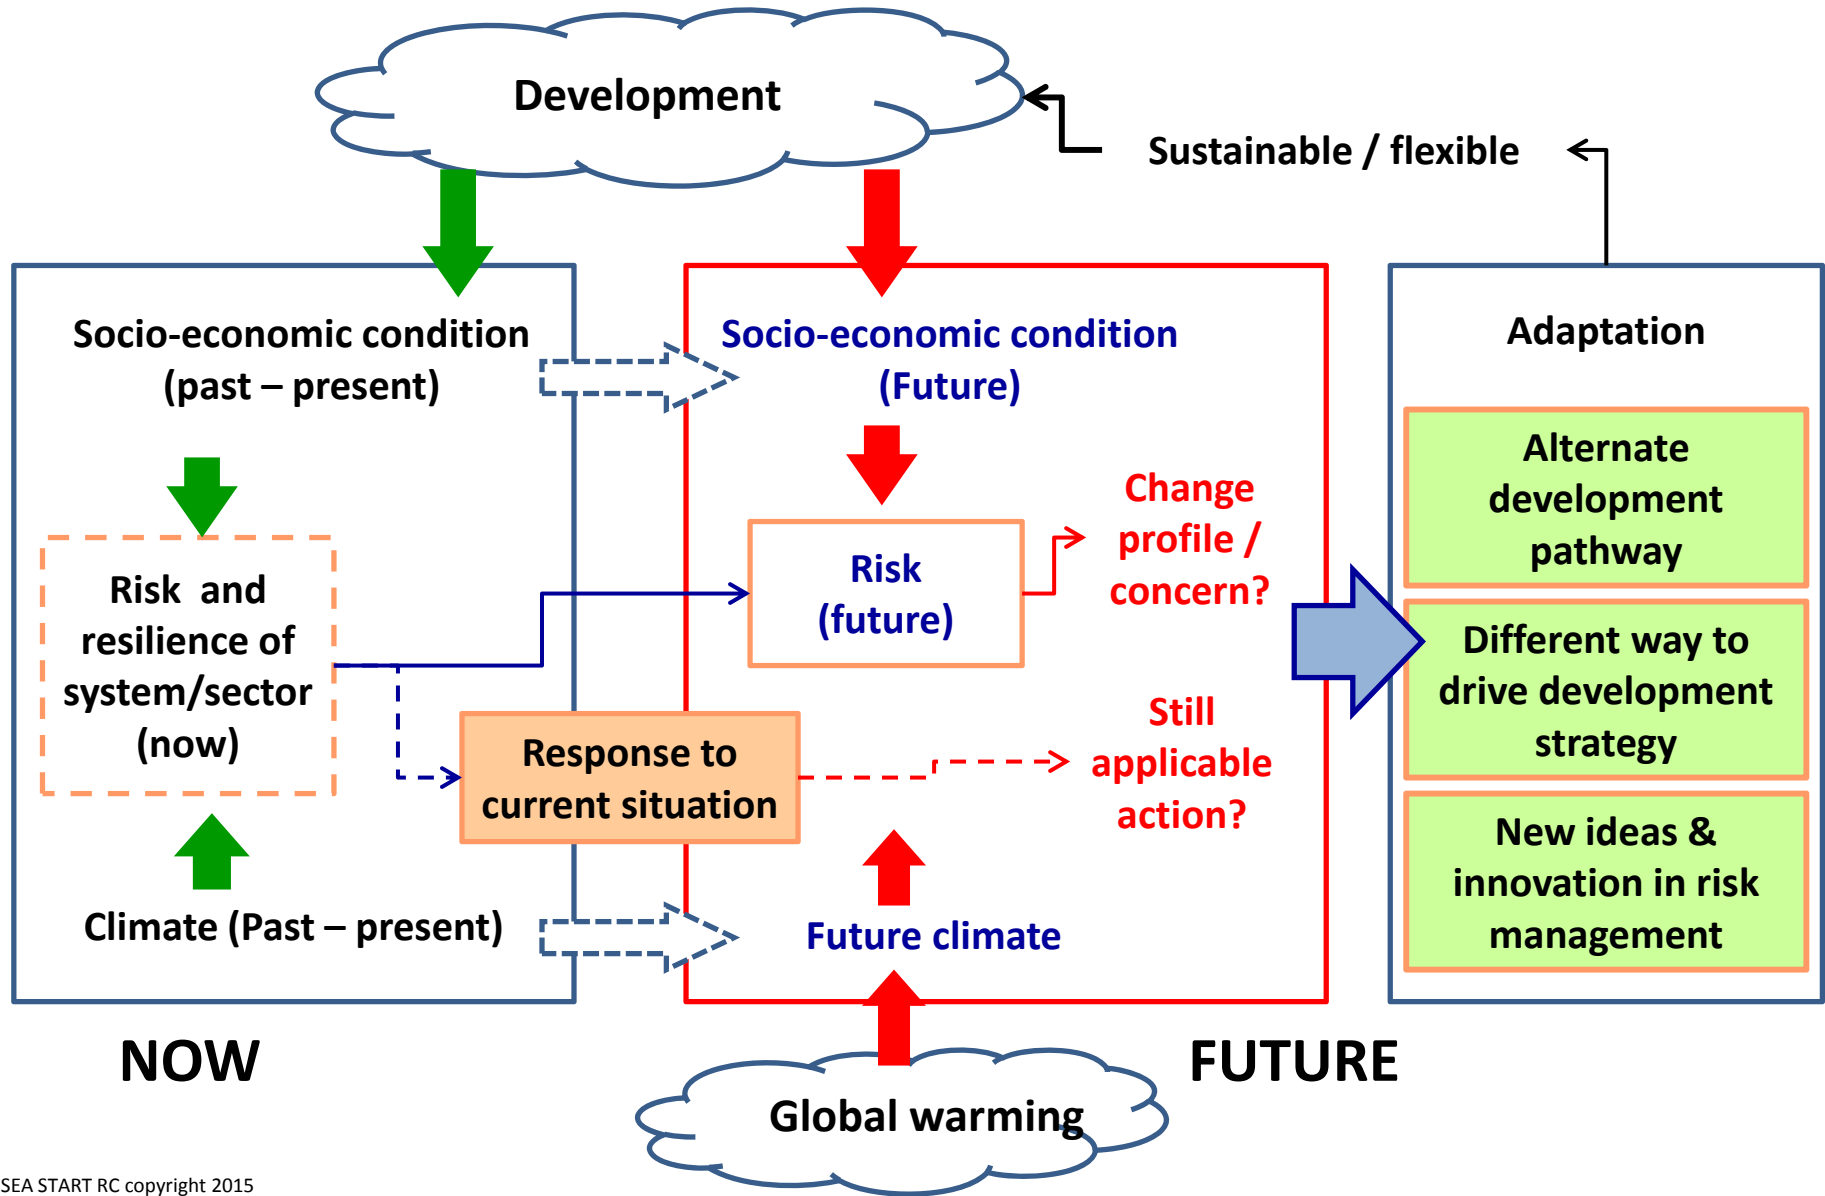 Development
Sustainable / flexible
Socio-economic condition
(past – present)
Risk and
resilience of
system/sector
(now)
Climate (Past – present)
Response to
current situation
Socio-economic condition
(Future)
Risk
(future)
Change
profile /
concern?
Still
applicable
action?
Future climate
Adaptation
Alternate
development
pathway
Different way to
drive development
strategy
New ideas &
innovation in risk
management
NOW
FUTURE
Global warming
SEA START RC copyright 2015